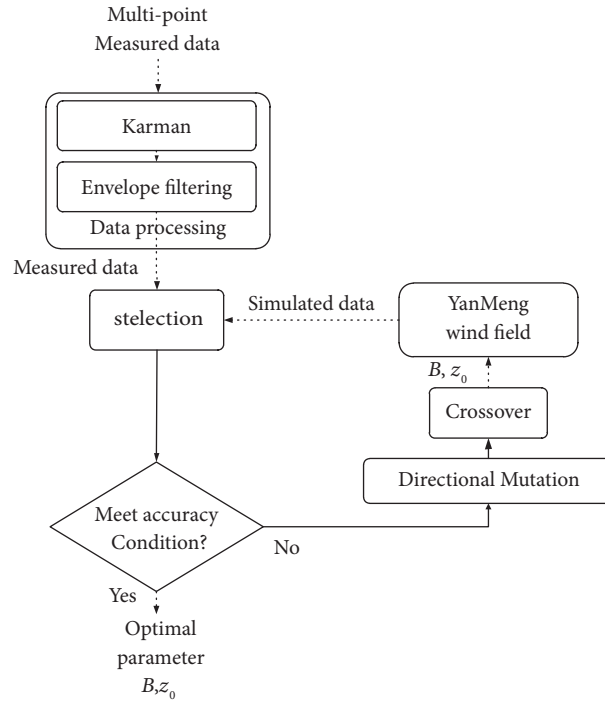 Multi-point
Measured data
Karman
Envelope filtering
Data processing
Measured data
stelection
Simulated data
YanMeng
wind field
B, z₀
Crossover
Directional Mutation
Meet accuracy
Condition?
No
Yes
Optimal
parameter
B,z₀